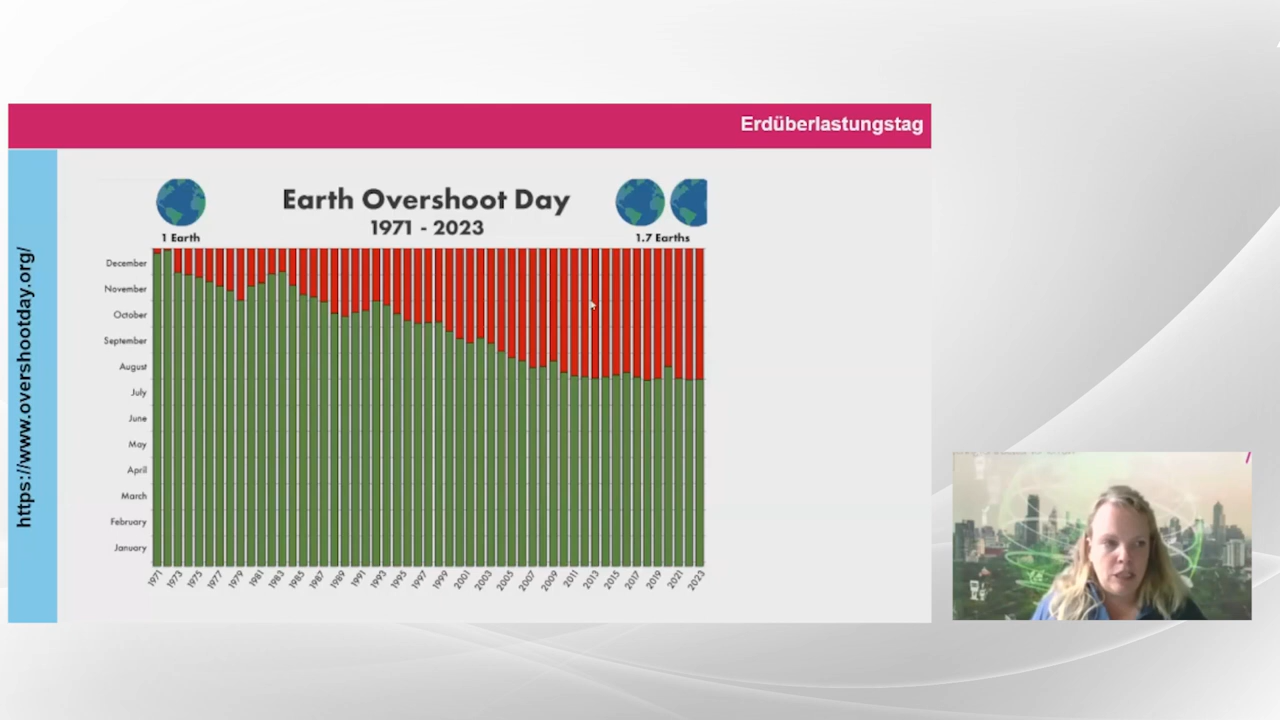 Erdüberlastungstag
https://www.overshootday.org/
Earth Overshoot Day
1971 - 2023
1 Earth
1.7 Earths
December
November
October
September
August
July
June
May
April
March
February
January
1971 1973 1975 1977 1979 1981 1983 1985 1987 1989 1991 1993 1995 1997 1999 2001 2003 2005 2007 2009 2011 2013 2015 2017 2019 2021 2023